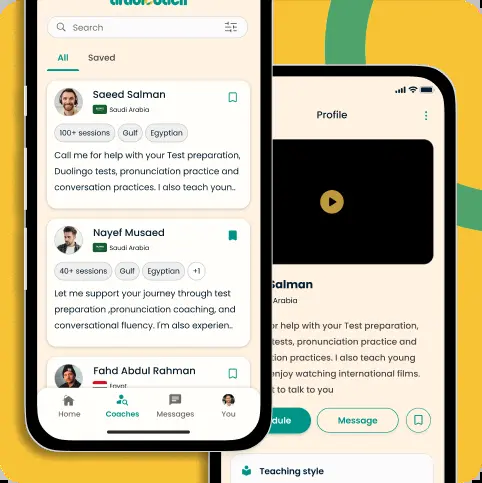 Search
All
Saved
Saeed Salman
Saudi Arabia
100+ sessions
Gulf
Egyptian
Call me for help with your Test preparation,
Duolingo tests, pronunciation practice and
conversation practices. I also teach youn..
Nayef Musaed
Saudi Arabia
40+ sessions
Gulf
Egyptian
+1
Let me support your journey through test
preparation ,pronunciation coaching, and
conversational fluency. I'm also experien..
Fahd Abdul Rahman
Egypt
Home
Coaches
Messages
You
Profile
Salman
Arabia
for help with your Test preparation,
tests, pronunciation practice and
practices. I also teach young
enjoy watching international films.
to talk to you
Message
Teaching style